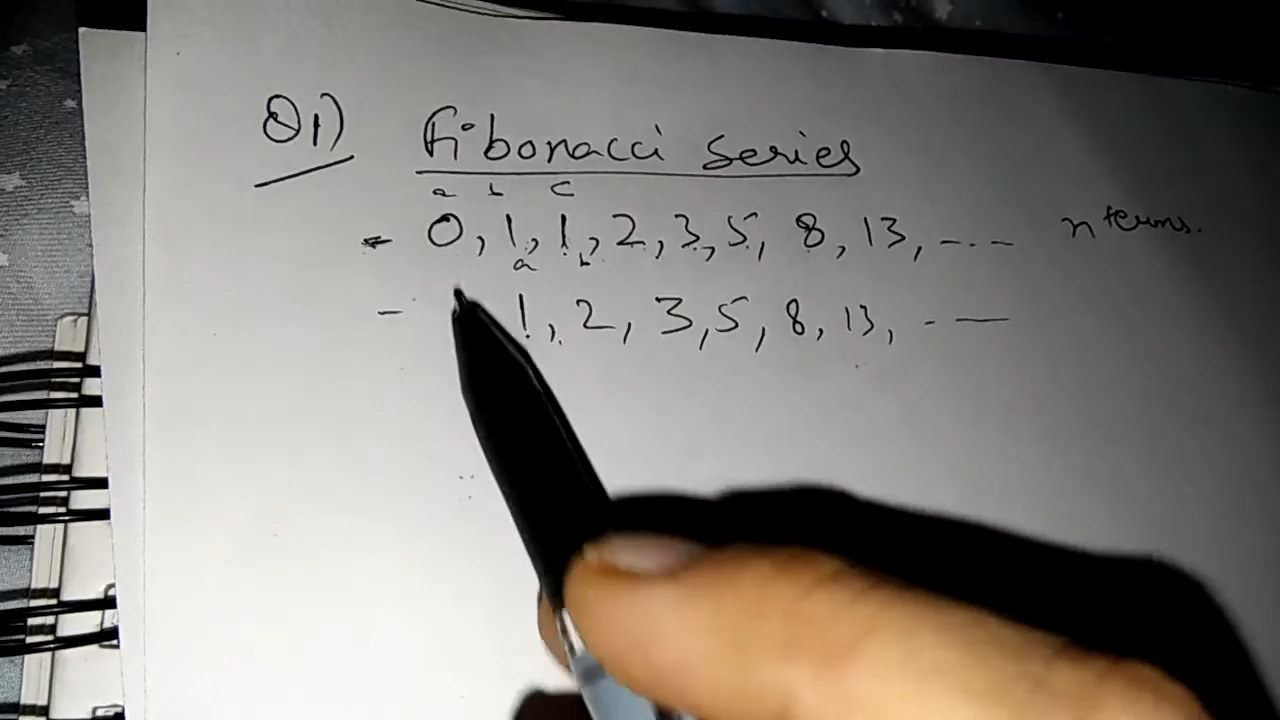 Q1) Fibonacci Series
a b c
- 0, 1, 1, 2, 3, 5, 8, 13, -.-- n terms.
a b
- 1, 2, 3, 5, 8, 13, - —